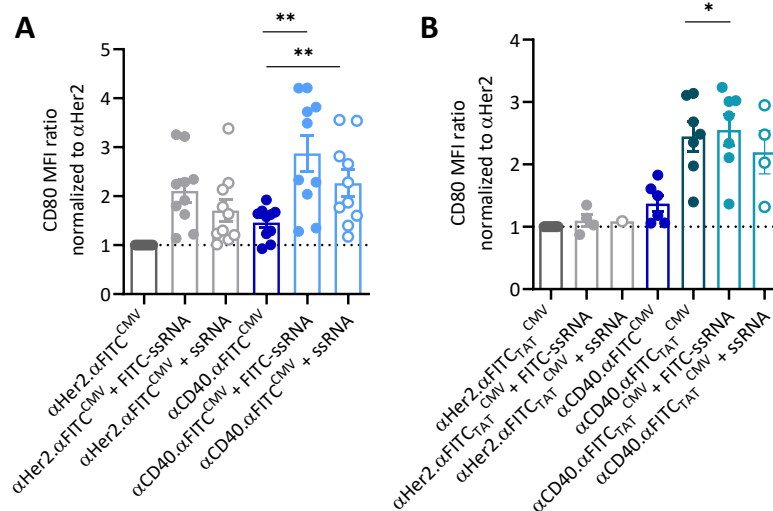 A
CD80 MFI ratio
normalized to αHer2
5
4
3
2
1
0
**
**
αHer2.αFITC^CMV
αHer2.αFITC^CMV + FITC-ssRNA
αHer2.αFITC^CMV + ssRNA
αCD40.αFITC^CMV
αCD40.αFITC^CMV + FITC-ssRNA
αCD40.αFITC^CMV + ssRNA
B
CD80 MFI ratio
normalized to αHer2
4
3
2
1
0
*
αHer2.αFITC_TAT^CMV
αHer2.αFITC_TAT^CMV + FITC-ssRNA
αHer2.αFITC_TAT^CMV + ssRNA
αCD40.αFITC^CMV
αCD40.αFITC_TAT^CMV
αCD40.αFITC_TAT^CMV + FITC-ssRNA
αCD40.αFITC_TAT^CMV + ssRNA